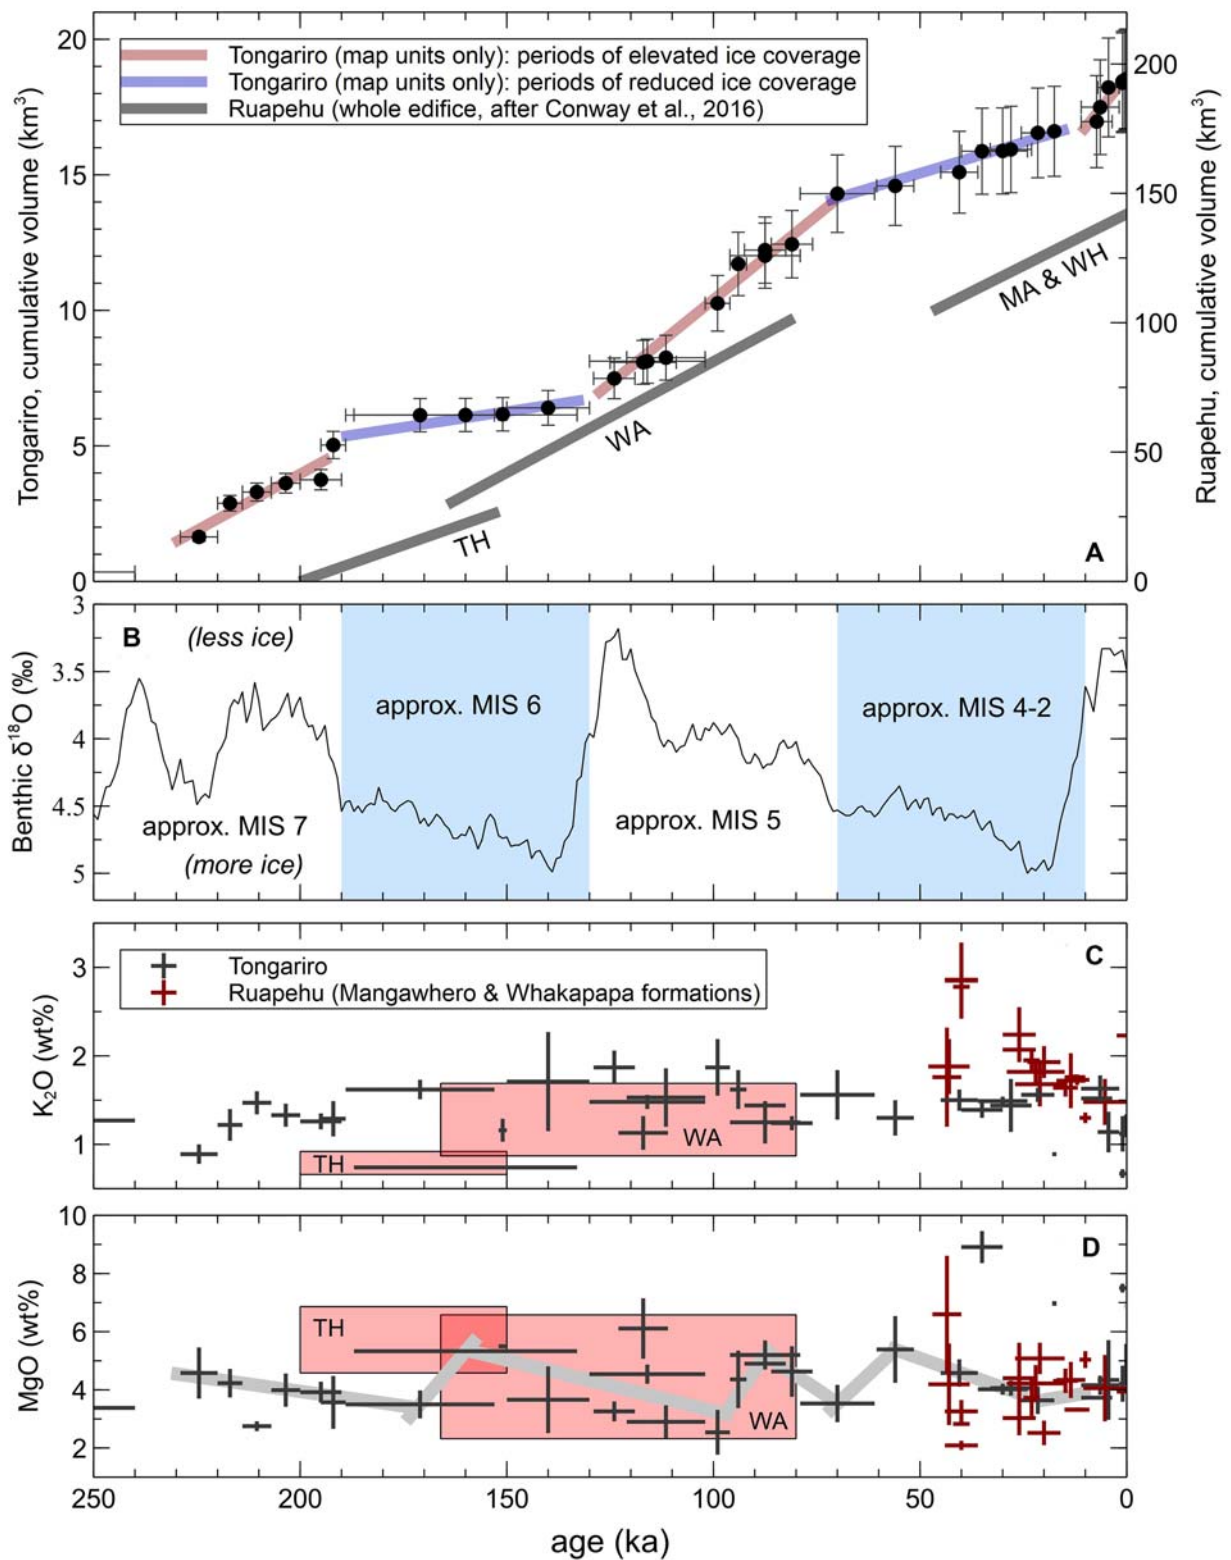 20
15
10
5
0
Tongariro, cumulative volume (km³)
Tongariro (map units only): periods of elevated ice coverage
Tongariro (map units only): periods of reduced ice coverage
Ruapehu (whole edifice, after Conway et al., 2016)
200
150
100
50
0
Ruapehu, cumulative volume (km³)
MA & WH
WA
TH
A
3
3.5
4
4.5
5
Benthic δ¹⁸O (‰)
B
(less ice)
approx. MIS 6
approx. MIS 4-2
approx. MIS 7
approx. MIS 5
(more ice)
3
2
1
K₂O (wt%)
C
Tongariro
Ruapehu (Mangawhero & Whakapapa formations)
WA
TH
10
8
6
4
2
MgO (wt%)
D
TH
WA
250
200
150
100
50
0
age (ka)